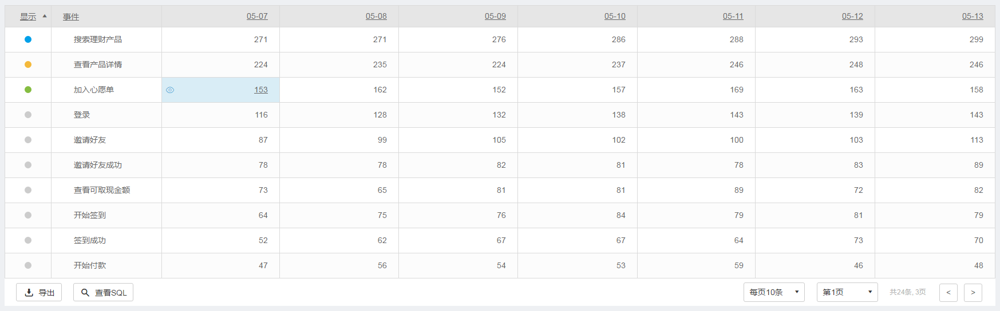 显示 事件 05-07 05-08 05-09 05-10 05-11 05-12 05-13
搜索理财产品 271 271 276 286 288 293 299
查看产品详情 224 235 224 237 246 248 246
加入心愿单 153 162 152 157 169 163 158
登录 116 128 132 138 143 139 143
邀请好友 87 99 105 102 100 103 113
邀请好友成功 78 78 82 81 78 83 89
查看可取现金额 73 65 81 81 89 72 82
开始签到 64 75 76 84 79 81 79
签到成功 52 62 67 67 64 73 70
开始付款 47 56 54 53 59 46 48
导出 查看SQL 每页10条 第1页 共24条, 3页 < >